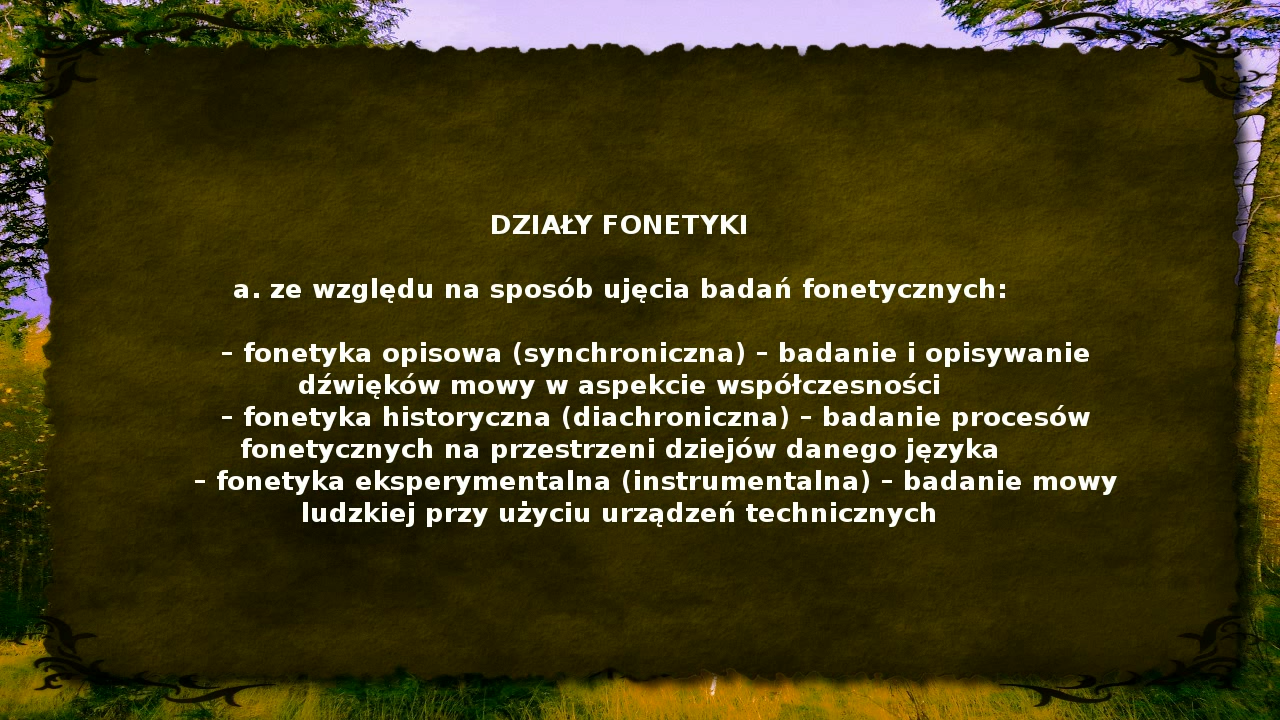 DZIAŁY FONETYKI
a. ze względu na sposób ujęcia badań fonetycznych:
– fonetyka opisowa (synchroniczna) – badanie i opisywanie
dźwięków mowy w aspekcie współczesności
– fonetyka historyczna (diachroniczna) – badanie procesów
fonetycznych na przestrzeni dziejów danego języka
– fonetyka eksperymentalna (instrumentalna) – badanie mowy
ludzkiej przy użyciu urządzeń technicznych